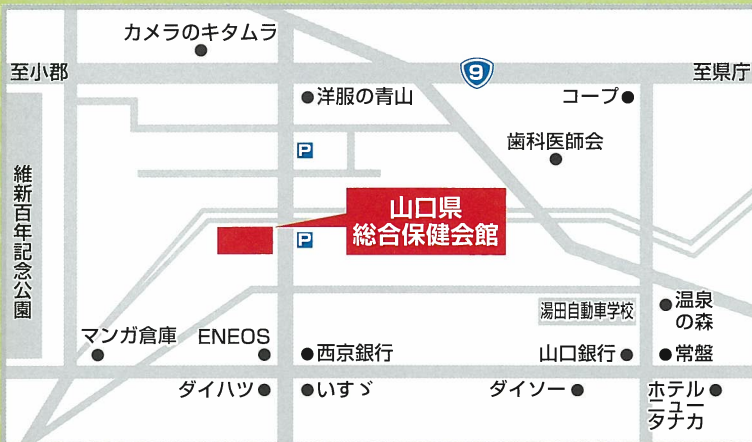 カメラのキタムラ
至小郡
9
至県庁
洋服の青山
コープ
歯科医師会
P
維新百年記念公園
山口県
総合保健会館
P
湯田自動車学校
温泉
の森
マンガ倉庫
ENEOS
西京銀行
山口銀行
常盤
ダイハツ
いすゞ
ダイソー
ホテル
ニュー
タナカ